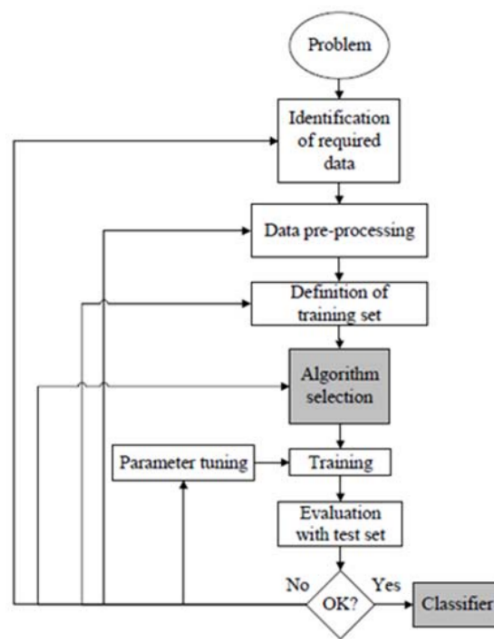 Problem
Identification
of required
data
Data pre-processing
Definition of
training set
Algorithm
selection
Parameter tuning
Training
Evaluation
with test set
No
Yes
OK?
Classifier